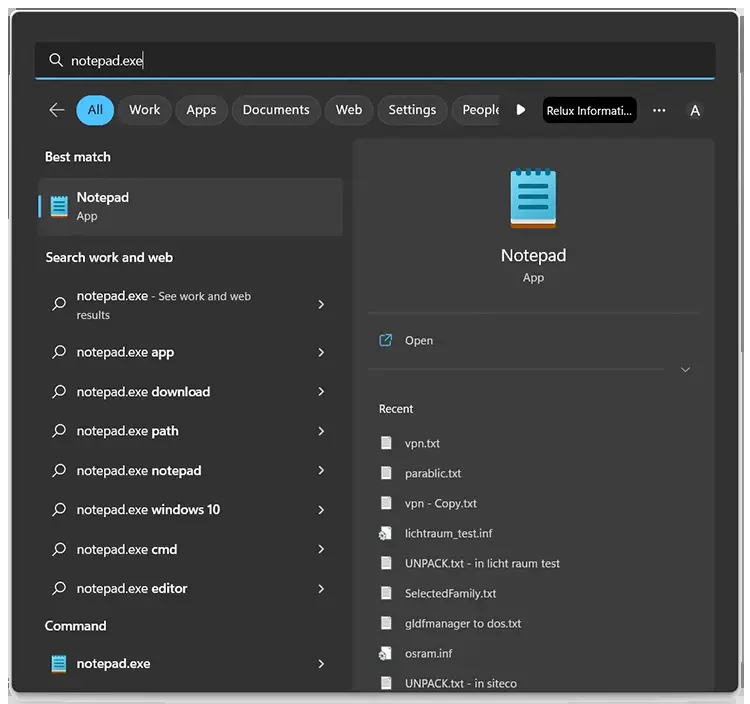 notepad.exe
All Work Apps Documents Web Settings People Relux Informati... ... A
Best match
Notepad
App
Search work and web
notepad.exe - See work and web
results
notepad.exe app
notepad.exe download
notepad.exe path
notepad.exe notepad
notepad.exe windows 10
notepad.exe cmd
notepad.exe editor
Command
notepad.exe
Notepad
App
Open
Recent
vpn.txt
parablic.txt
vpn - Copy.txt
lichtraum_test.inf
UNPACK.txt - in licht raum test
SelectedFamily.txt
gldfmanager to dos.txt
osram.inf
UNPACK.txt - in siteco